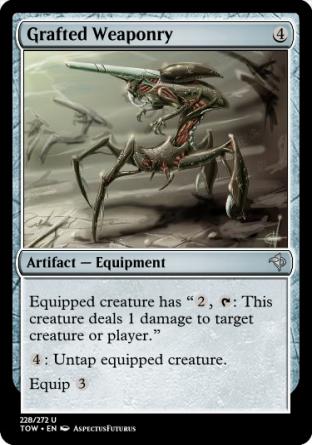 Grafted Weaponry 4
Artifact — Equipment
Equipped creature has “2, T: This
creature deals 1 damage to target
creature or player.”
4: Untap equipped creature.
Equip 3
228/272 U
TOW • EN AspectusFuturus